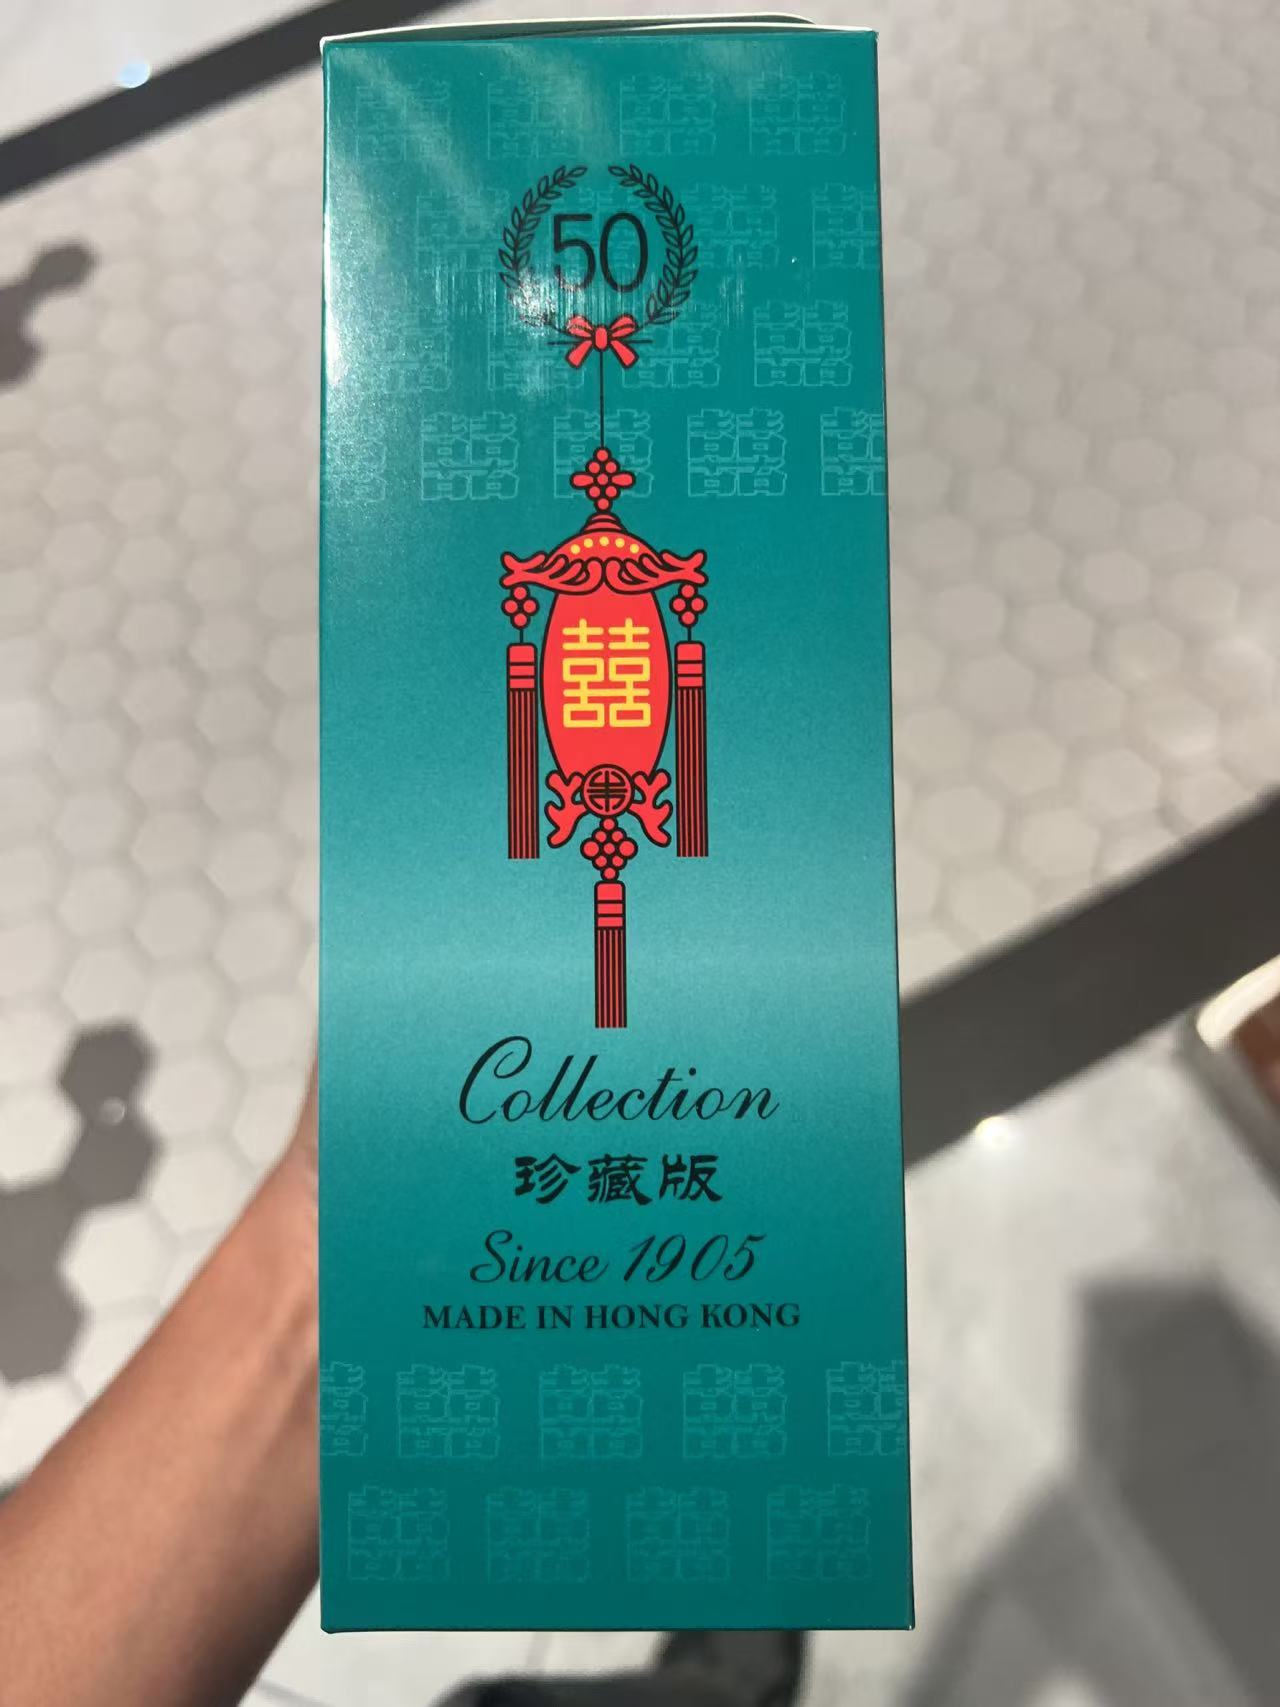 50
囍
Collection
珍藏版
Since 1905
MADE IN HONG KONG